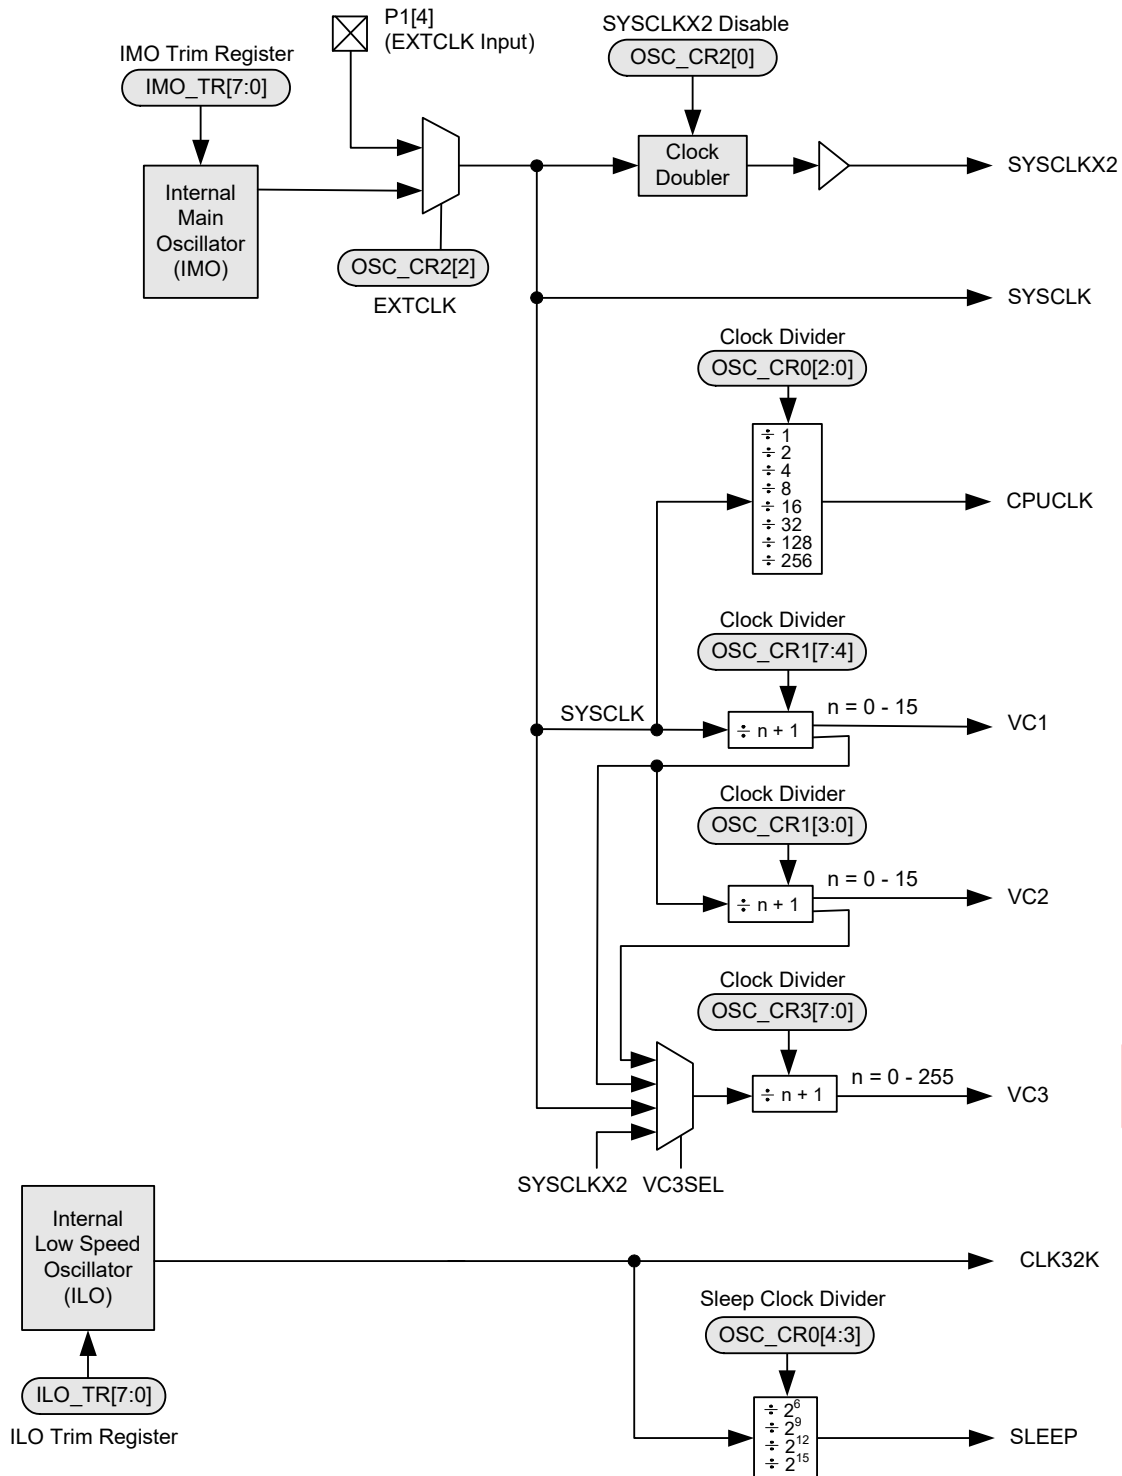 P1[4]
(EXTCLK Input)
SYSCLKX2 Disable
OSC_CR2[0]
IMO Trim Register
IMO_TR[7:0]
Clock
Doubler
SYSCLKX2
Internal
Main
Oscillator
(IMO)
OSC_CR2[2]
EXTCLK
SYSCLK
Clock Divider
OSC_CR0[2:0]
÷ 1
÷ 2
÷ 4
÷ 8
÷ 16
÷ 32
÷ 128
÷ 256
CPUCLK
Clock Divider
OSC_CR1[7:4]
SYSCLK
÷ n + 1
n = 0 - 15
VC1
Clock Divider
OSC_CR1[3:0]
÷ n + 1
n = 0 - 15
VC2
Clock Divider
OSC_CR3[7:0]
÷ n + 1
n = 0 - 255
VC3
SYSCLKX2
VC3SEL
Internal
Low Speed
Oscillator
(ILO)
CLK32K
Sleep Clock Divider
OSC_CR0[4:3]
ILO_TR[7:0]
ILO Trim Register
÷ 2⁶
÷ 2⁹
÷ 2¹²
÷ 2¹⁵
SLEEP